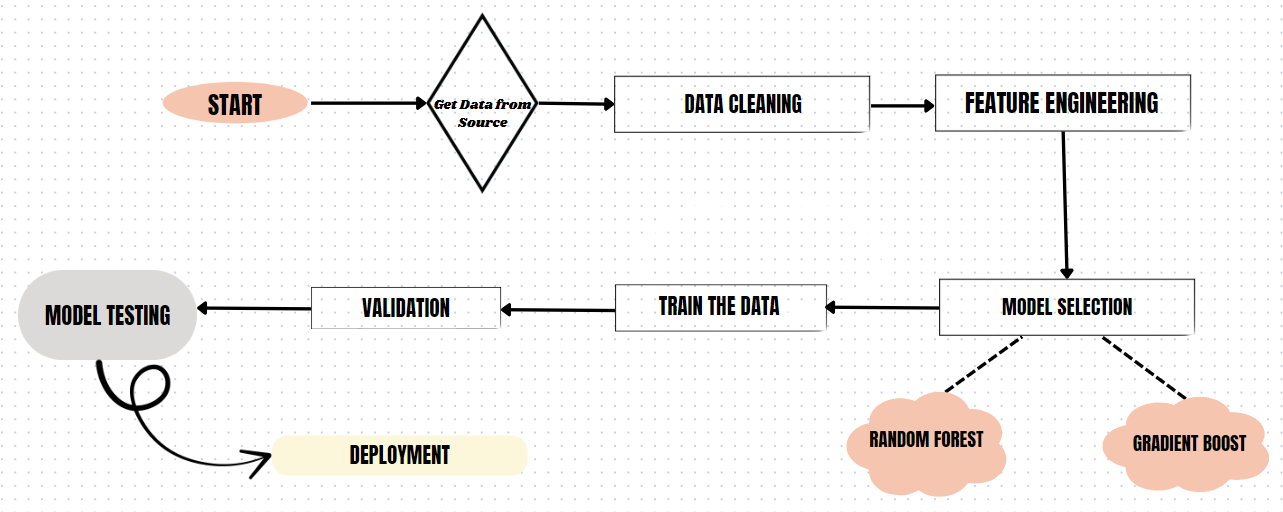 START
Get Data from
Source
DATA CLEANING
FEATURE ENGINEERING
MODEL SELECTION
TRAIN THE DATA
VALIDATION
MODEL TESTING
RANDOM FOREST
GRADIENT BOOST
DEPLOYMENT